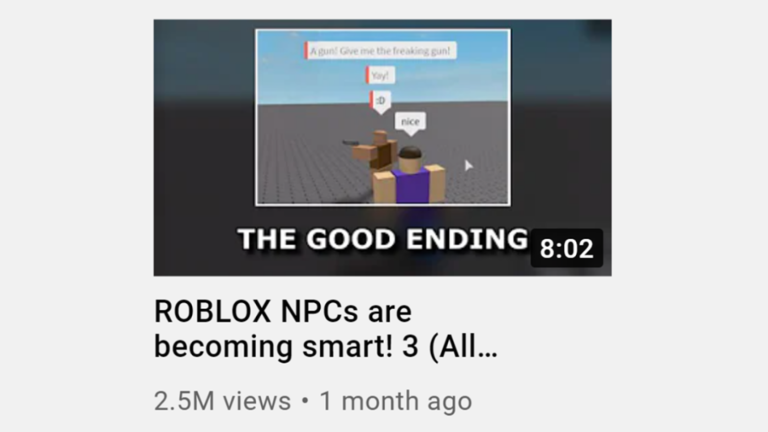 A gun! Give me the freaking gun!
Yay!
:D
nice
THE GOOD ENDING
8:02
ROBLOX NPCs are
becoming smart! 3 (All...
2.5M views • 1 month ago